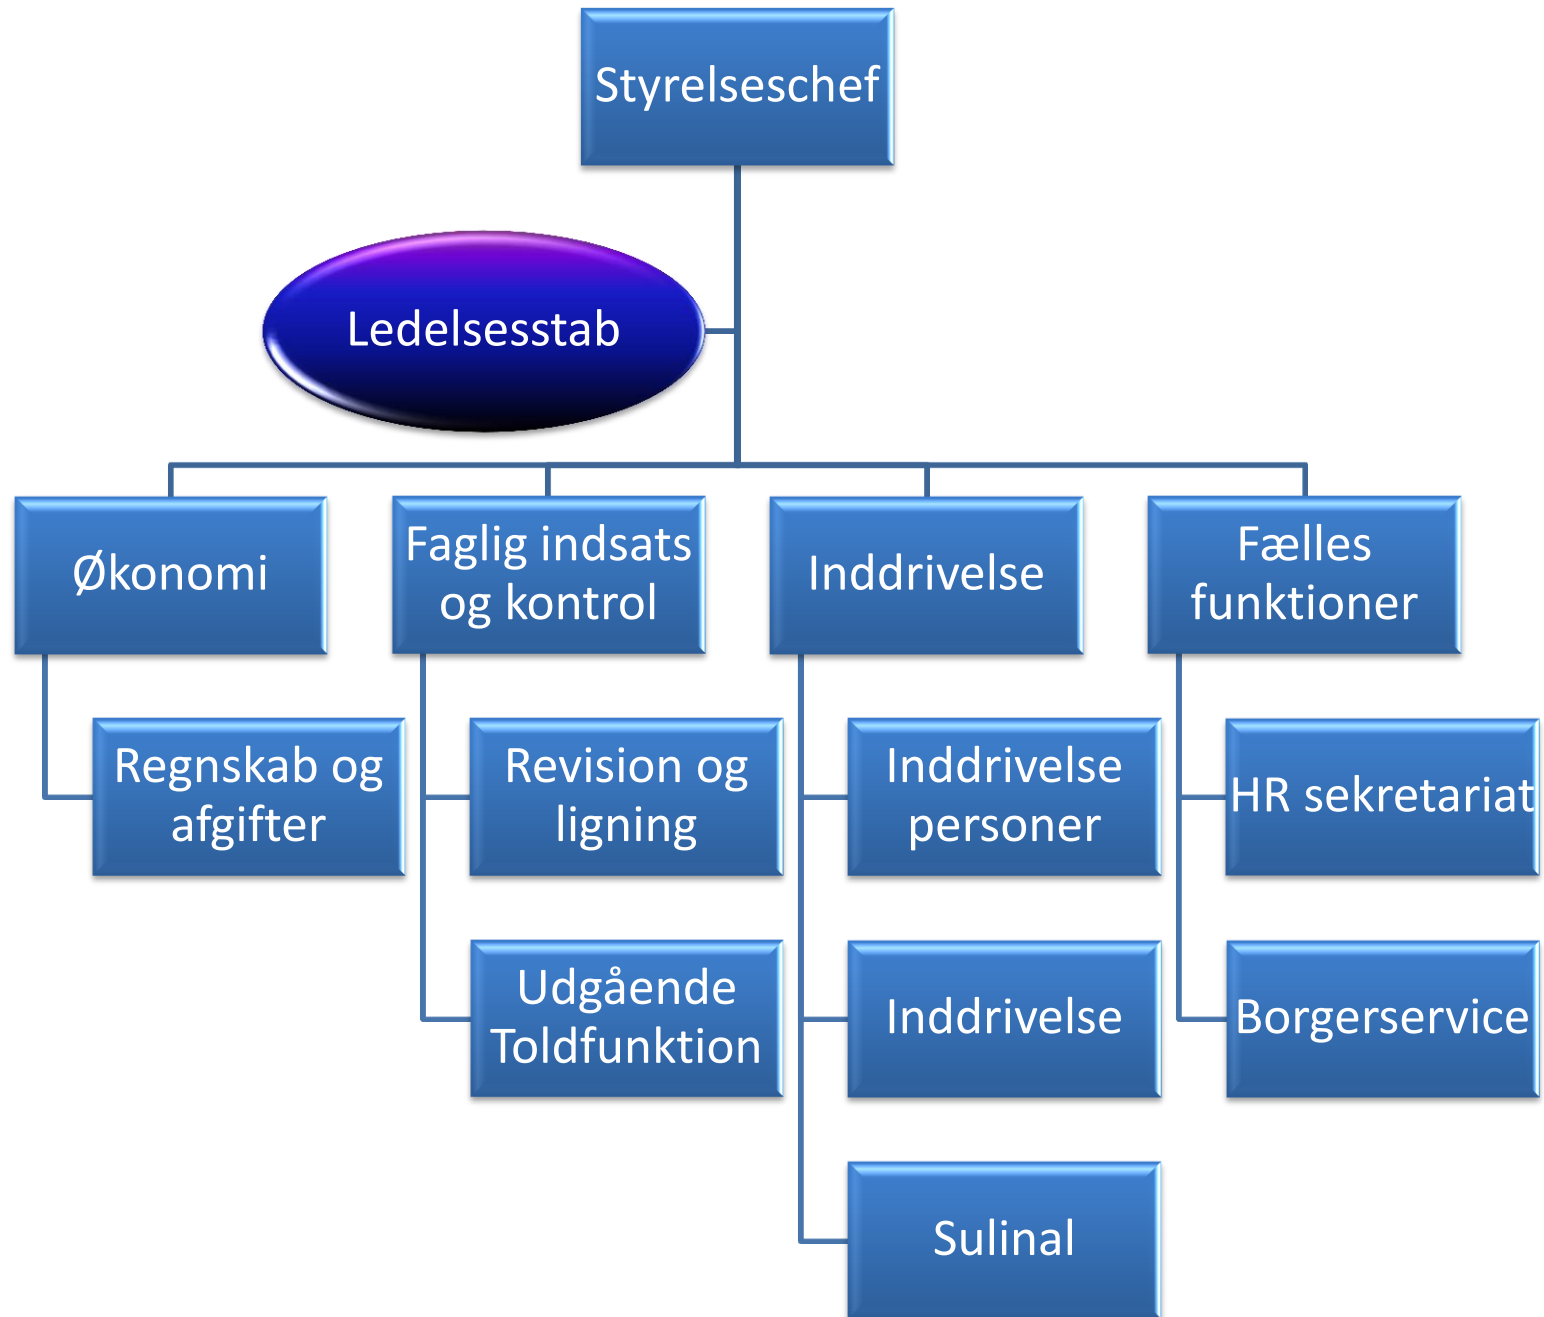 Styrelseschef
Ledelsesstab
Økonomi
Faglig indsats
og kontrol
Inddrivelse
Fælles
funktioner
Regnskab og
afgifter
Revision og
ligning
Inddrivelse
personer
HR sekretariat
Udgående
Toldfunktion
Inddrivelse
Borgerservice
Sulinal